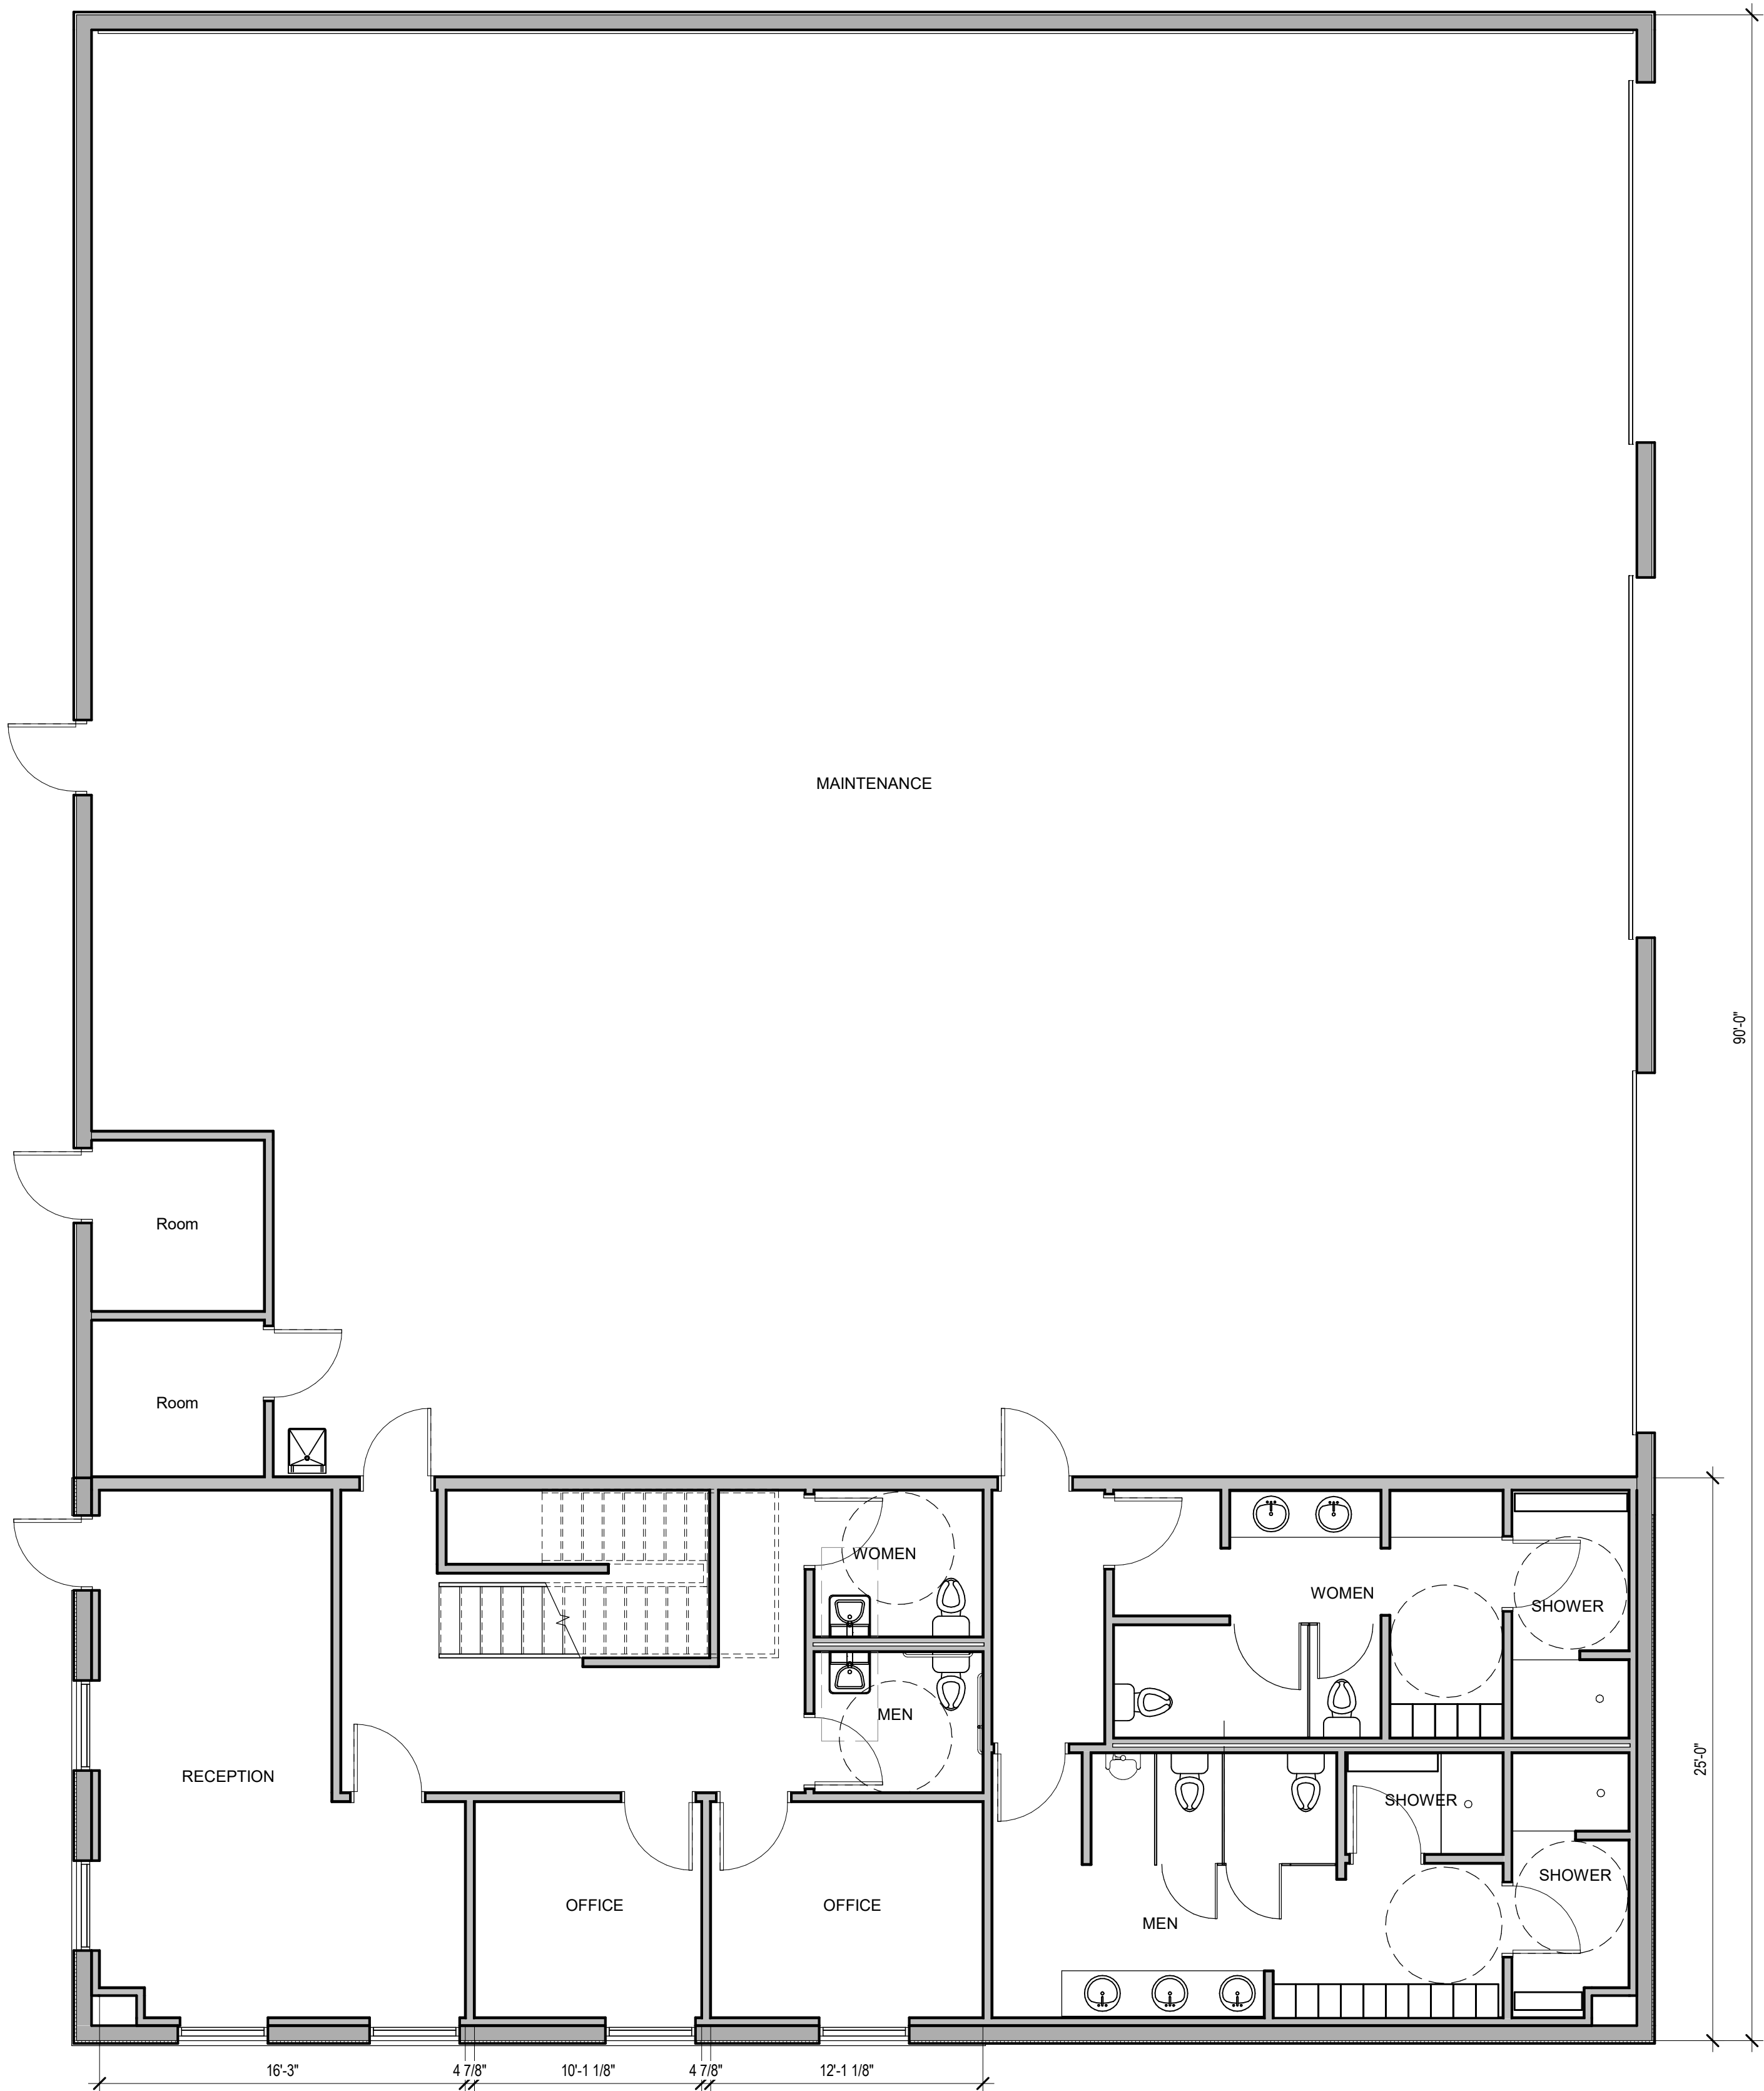 MAINTENANCE
90'-0"
Room
Room
WOMEN
WOMEN
SHOWER
MEN
25'-0"
RECEPTION
SHOWER
SHOWER
OFFICE
OFFICE
MEN
16'-3"
4 7/8"
10'-1 1/8"
4 7/8"
12'-1 1/8"